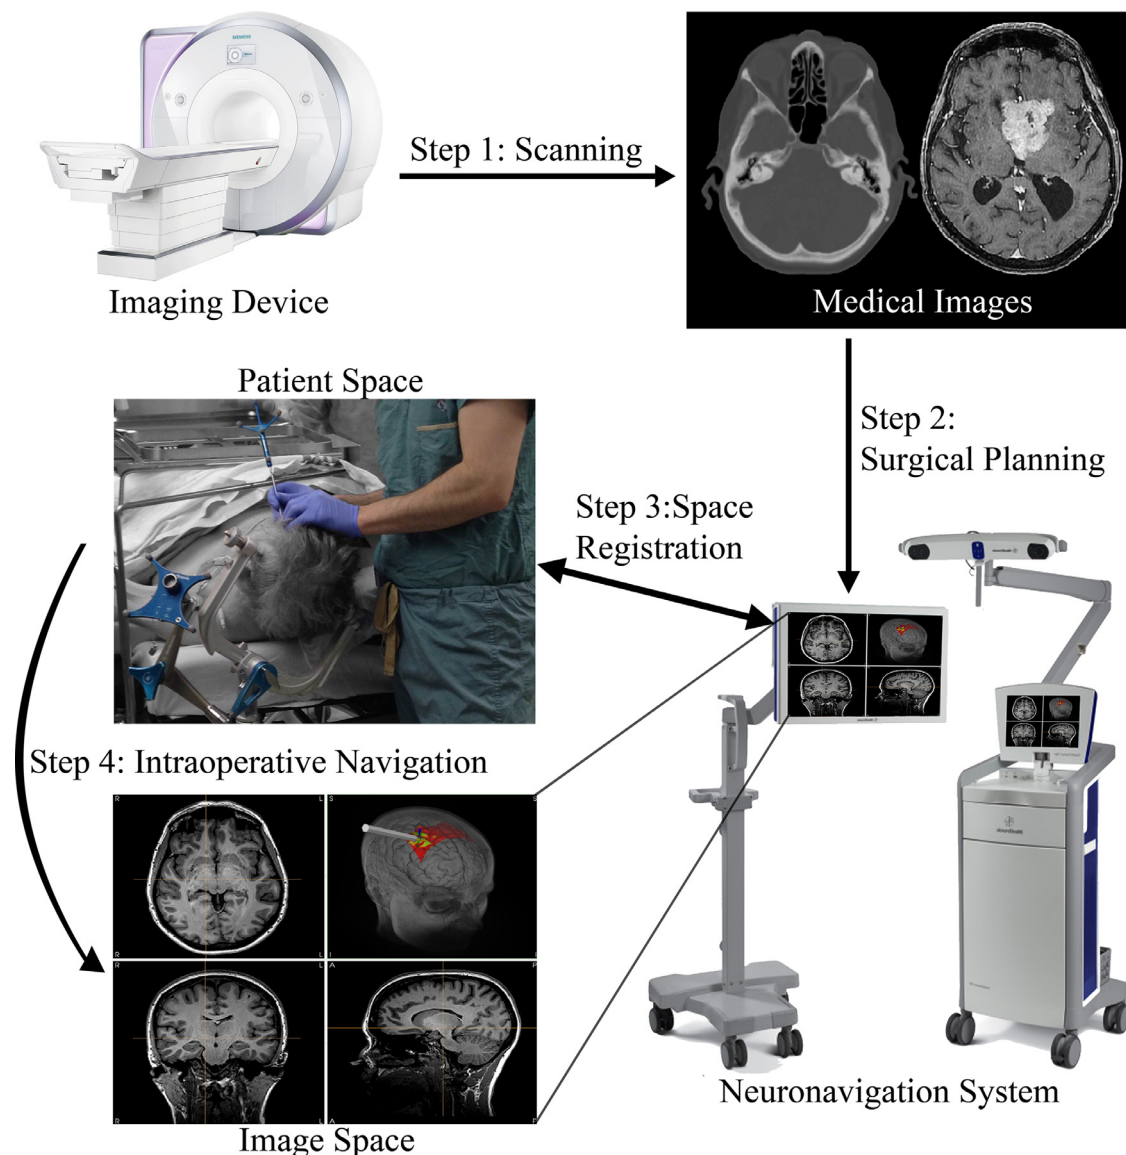 SIEMENS
Step 1: Scanning
Imaging Device
Medical Images
Patient Space
Step 2:
Surgical Planning
Step 3:Space
Registration
Step 4: Intraoperative Navigation
R
L
S
S
R
L
I
I
R
L
A
P
R
L
A
P
Neuronavigation System
Image Space